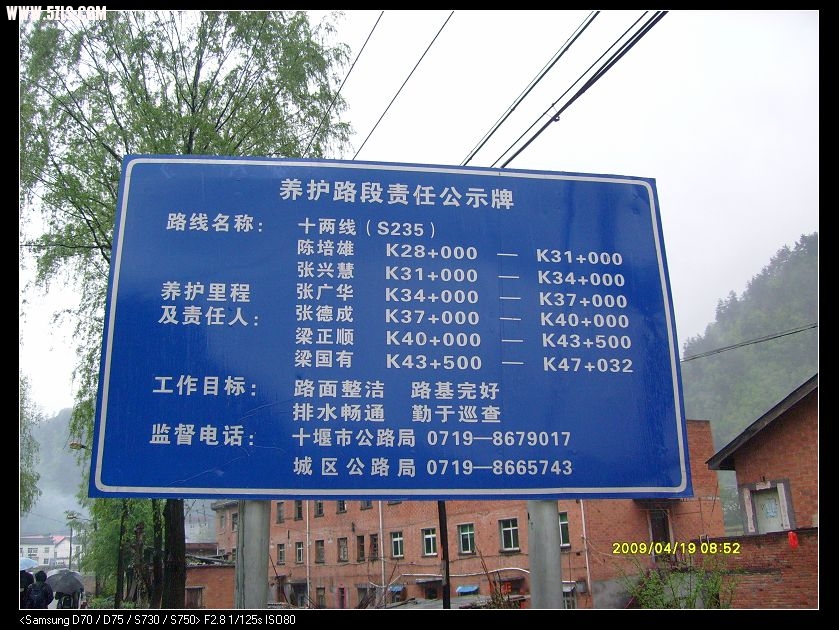 WWW.5719.COM
养护路段责任公示牌
路线名称： 十两线（S235）
陈培雄 K28+000 — K31+000
张兴慧 K31+000 — K34+000
养护里程 张广华 K34+000 — K37+000
及责任人： 张德成 K37+000 — K40+000
梁正顺 K40+000 — K43+500
梁国有 K43+500 — K47+032
工作目标： 路面整洁 路基完好
排水畅通 勤于巡查
监督电话： 十堰市公路局 0719—8679017
城区公路局 0719—8665743
2009/04/19 08:52
<Samsung D70 / D75 / S730 / S750> F2.8 1/125s ISO80